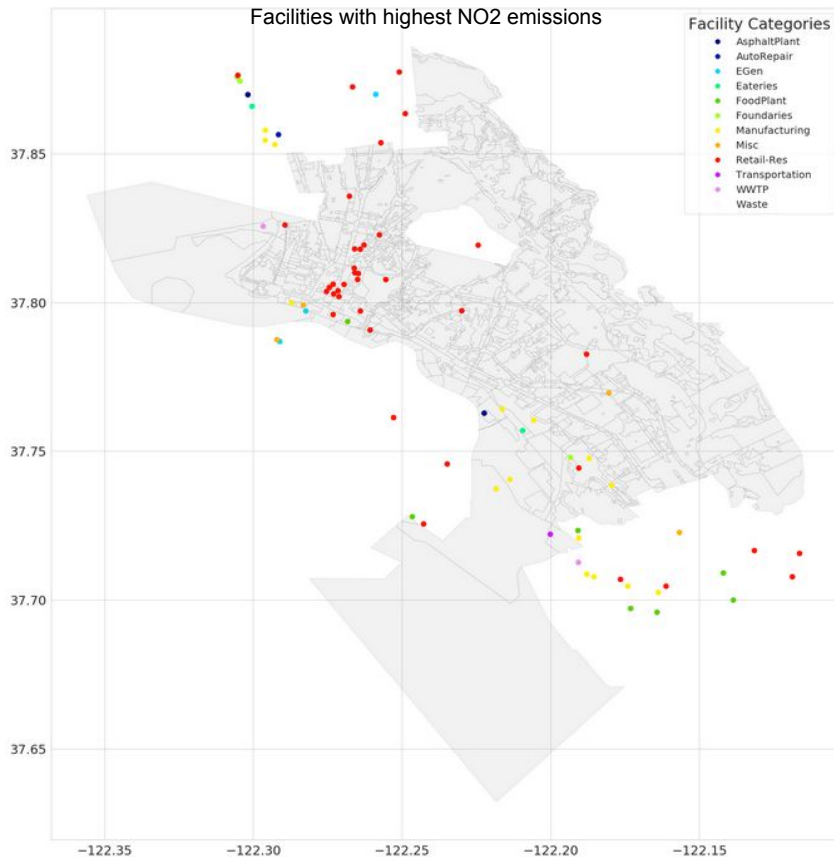 Facilities with highest NO2 emissions
Facility Categories
AsphaltPlant
AutoRepair
EGen
Eateries
FoodPlant
Foundaries
Manufacturing
Misc
Retail-Res
Transportation
WWTP
Waste
37.85
37.80
37.75
37.70
37.65
−122.35 −122.30 −122.25 −122.20 −122.15